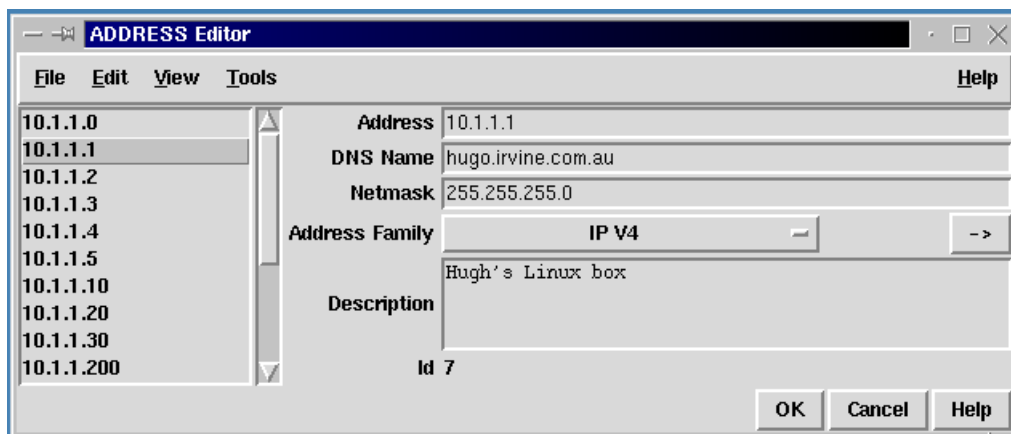 ADDRESS Editor
File Edit View Tools Help
10.1.1.0
10.1.1.1
10.1.1.2
10.1.1.3
10.1.1.4
10.1.1.5
10.1.1.10
10.1.1.20
10.1.1.30
10.1.1.200
Address 10.1.1.1
DNS Name hugo.irvine.com.au
Netmask 255.255.255.0
Address Family IP V4 ->
Description Hugh's Linux box
Id 7
OK Cancel Help